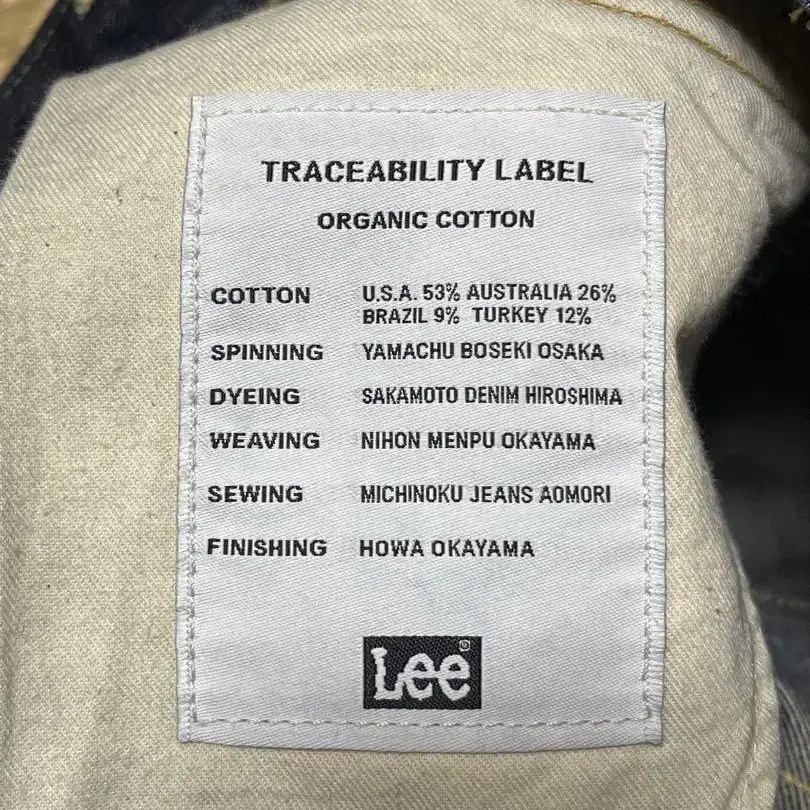 TRACEABILITY LABEL
ORGANIC COTTON
COTTON U.S.A. 53% AUSTRALIA 26%
BRAZIL 9% TURKEY 12%
SPINNING YAMACHU BOSEKI OSAKA
DYEING SAKAMOTO DENIM HIROSHIMA
WEAVING NIHON MENPU OKAYAMA
SEWING MICHINOKU JEANS AOMORI
FINISHING HOWA OKAYAMA
Lee®